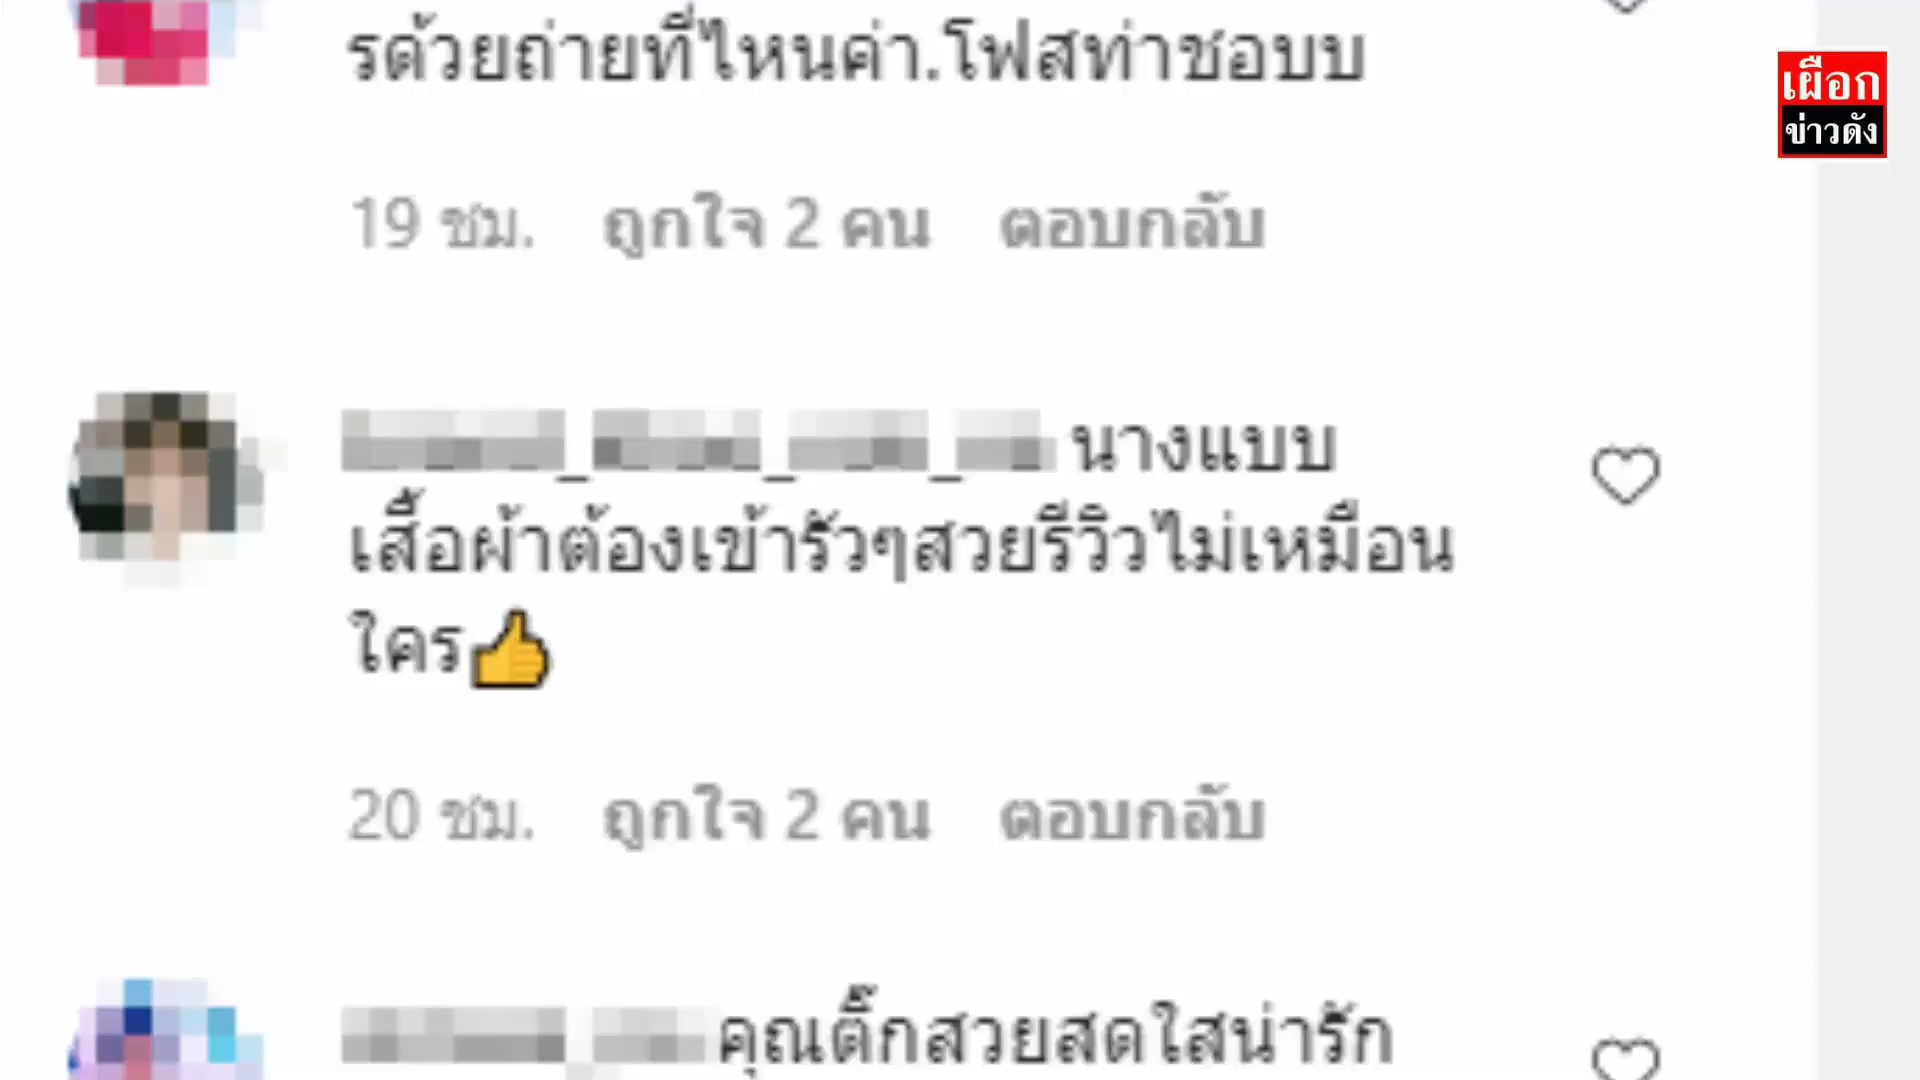 รด้วยถ่ายที่ไหนค่า.โฟสท่าชอบบ
เผือก
ข่าวดัง
19 ชม. ถูกใจ 2 คน ตอบกลับ
นางแบบ
เสื้อผ้าต้องเข้ารัวๆสวยรีวิวไม่เหมือน
ใคร👍
20 ชม. ถูกใจ 2 คน ตอบกลับ
คุณติ๊กสวยสดใสน่ารัก